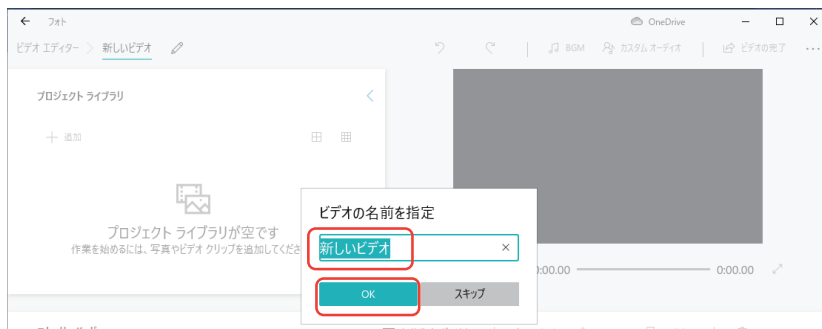 フォト
OneDrive
ビデオ エディター
新しいビデオ
BGM
カスタム オーディオ
ビデオの完了
プロジェクト ライブラリ
追加
プロジェクト ライブラリが空です
作業を始めるには、写真やビデオ クリップを追加してくださ
ビデオの名前を指定
新しいビデオ
OK
スキップ
0:00.00
0:00.00